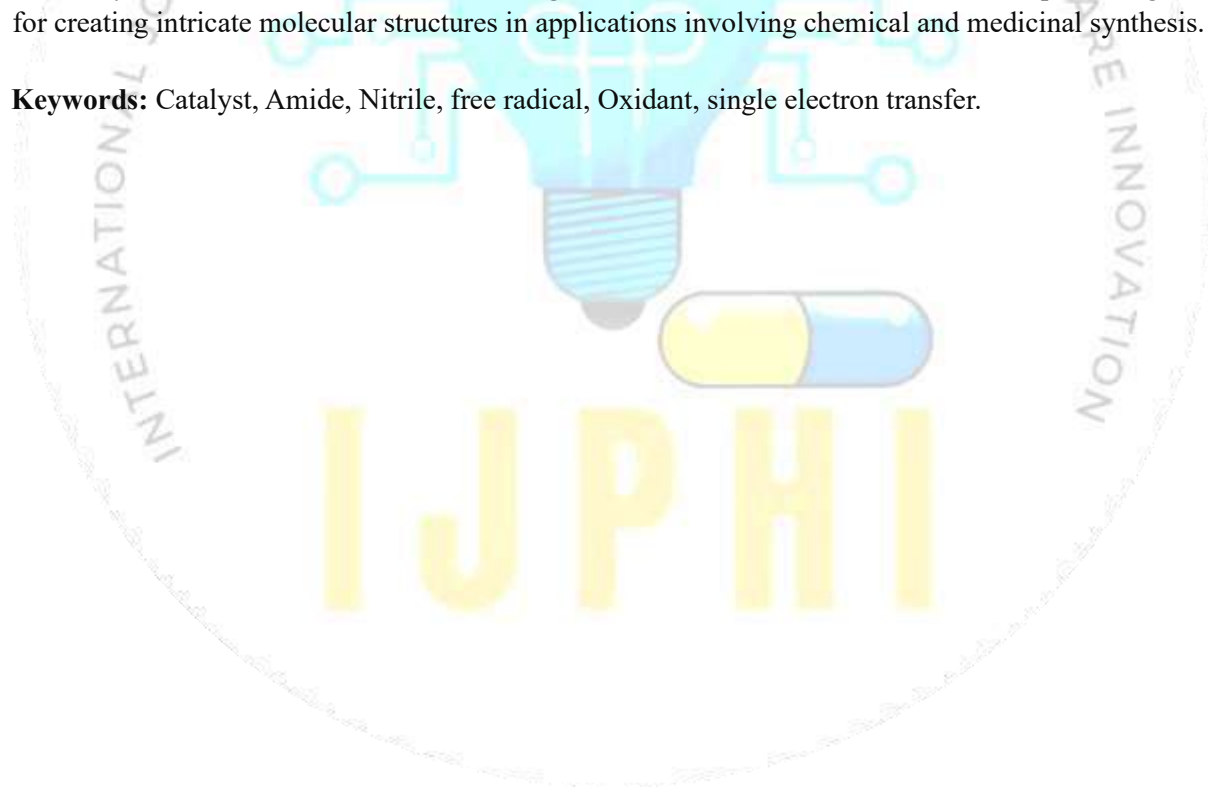 for creating intricate molecular structures in applications involving chemical and medicinal synthesis.
Keywords: Catalyst, Amide, Nitrile, free radical, Oxidant, single electron transfer.
INTERNATIONAL
INNOVATION
IJPHI